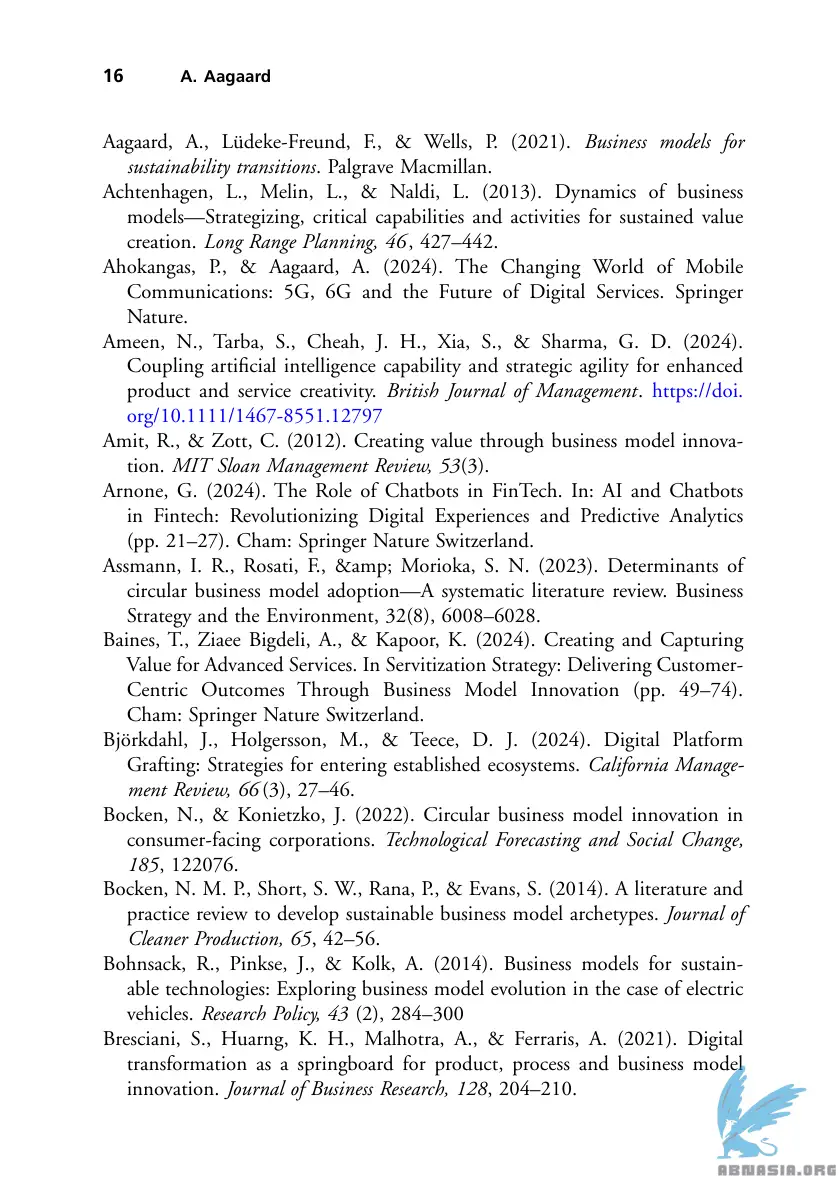 16 A. Aagaard
Aagaard, A., Lüdeke-Freund, F., & Wells, P. (2021). Business models for
sustainability transitions. Palgrave Macmillan.
Achtenhagen, L., Melin, L., & Naldi, L. (2013). Dynamics of business
models—Strategizing, critical capabilities and activities for sustained value
creation. Long Range Planning, 46, 427–442.
Ahokangas, P., & Aagaard, A. (2024). The Changing World of Mobile
Communications: 5G, 6G and the Future of Digital Services. Springer
Nature.
Ameen, N., Tarba, S., Cheah, J. H., Xia, S., & Sharma, G. D. (2024).
Coupling artificial intelligence capability and strategic agility for enhanced
product and service creativity. British Journal of Management. https://doi.
org/10.1111/1467-8551.12797
Amit, R., & Zott, C. (2012). Creating value through business model innova-
tion. MIT Sloan Management Review, 53(3).
Arnone, G. (2024). The Role of Chatbots in FinTech. In: AI and Chatbots
in Fintech: Revolutionizing Digital Experiences and Predictive Analytics
(pp. 21–27). Cham: Springer Nature Switzerland.
Assmann, I. R., Rosati, F., &amp; Morioka, S. N. (2023). Determinants of
circular business model adoption—A systematic literature review. Business
Strategy and the Environment, 32(8), 6008–6028.
Baines, T., Ziaee Bigdeli, A., & Kapoor, K. (2024). Creating and Capturing
Value for Advanced Services. In Servitization Strategy: Delivering Customer-
Centric Outcomes Through Business Model Innovation (pp. 49–74).
Cham: Springer Nature Switzerland.
Björkdahl, J., Holgersson, M., & Teece, D. J. (2024). Digital Platform
Grafting: Strategies for entering established ecosystems. California Manage-
ment Review, 66(3), 27–46.
Bocken, N., & Konietzko, J. (2022). Circular business model innovation in
consumer-facing corporations. Technological Forecasting and Social Change,
185, 122076.
Bocken, N. M. P., Short, S. W., Rana, P., & Evans, S. (2014). A literature and
practice review to develop sustainable business model archetypes. Journal of
Cleaner Production, 65, 42–56.
Bohnsack, R., Pinkse, J., & Kolk, A. (2014). Business models for sustain-
able technologies: Exploring business model evolution in the case of electric
vehicles. Research Policy, 43 (2), 284–300
Bresciani, S., Huarng, K. H., Malhotra, A., & Ferraris, A. (2021). Digital
transformation as a springboard for product, process and business model
innovation. Journal of Business Research, 128, 204–210.
ABNASIA.ORG